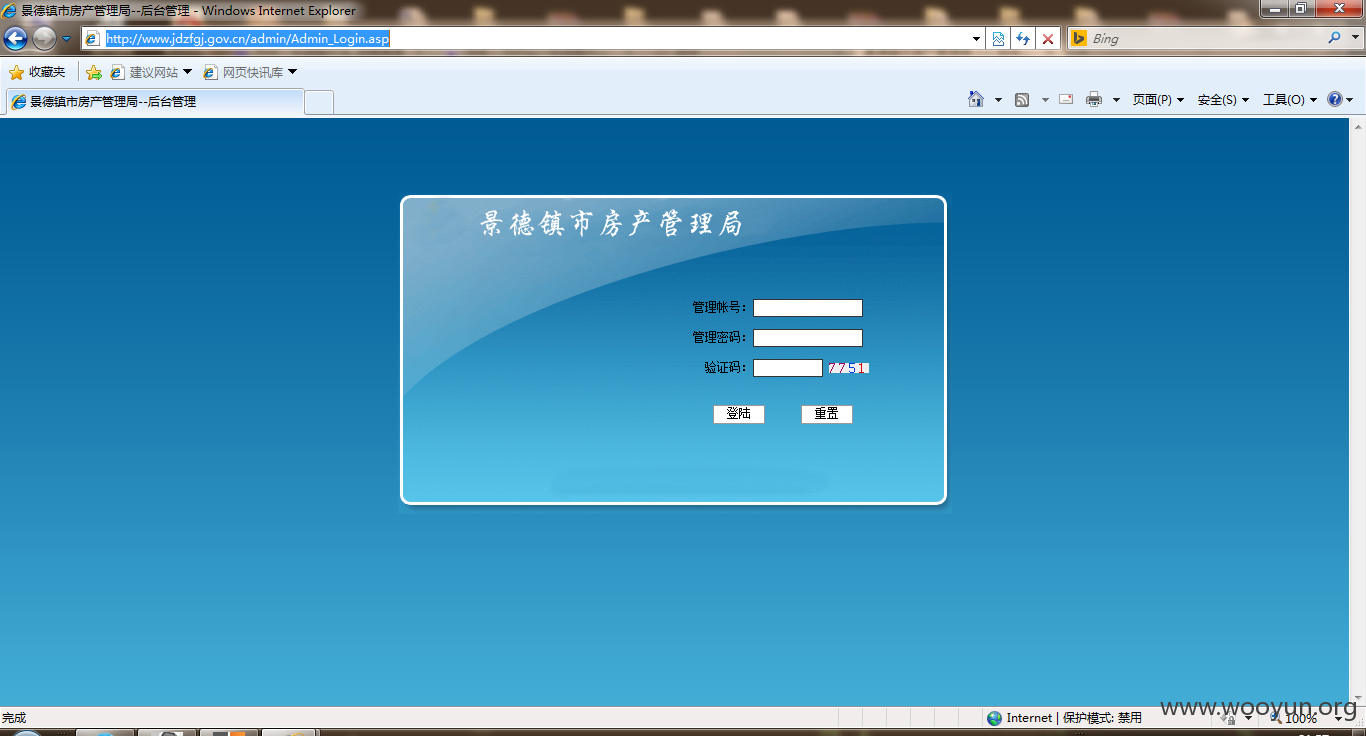 景德镇市房产管理局--后台管理 - Windows Internet Explorer
http://www.jdzfgj.gov.cn/admin/Admin_Login.asp
Bing
收藏夹 建议网站 网页快讯库
景德镇市房产管理局--后台管理
页面(P) 安全(S) 工具(O)
景德镇市房产管理局
管理帐号：
管理密码：
验证码： 7751
登陆 重置
www.wooyun.org
完成 Internet | 保护模式: 禁用 100%